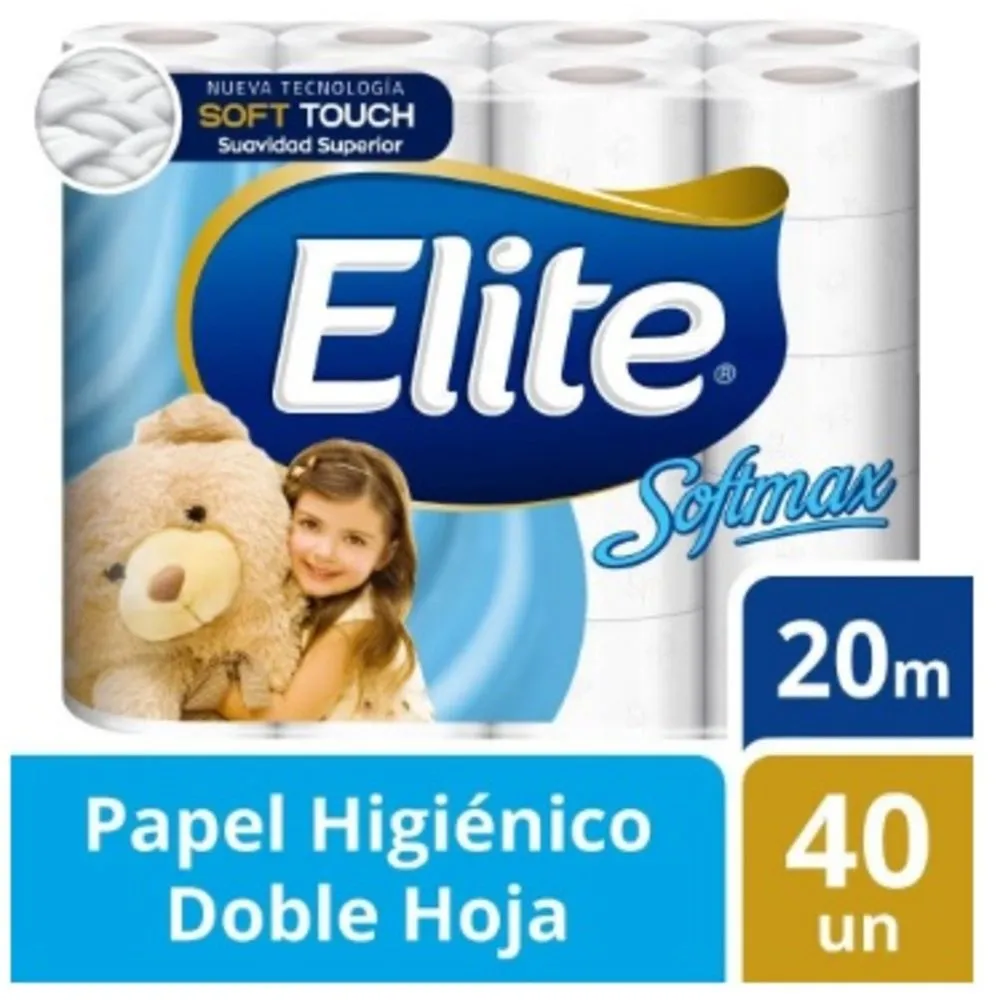 NUEVA TECNOLOGÍA
SOFT TOUCH
Suavidad Superior
Elite®
Softmax
20m
40
un
Papel Higiénico
Doble Hoja